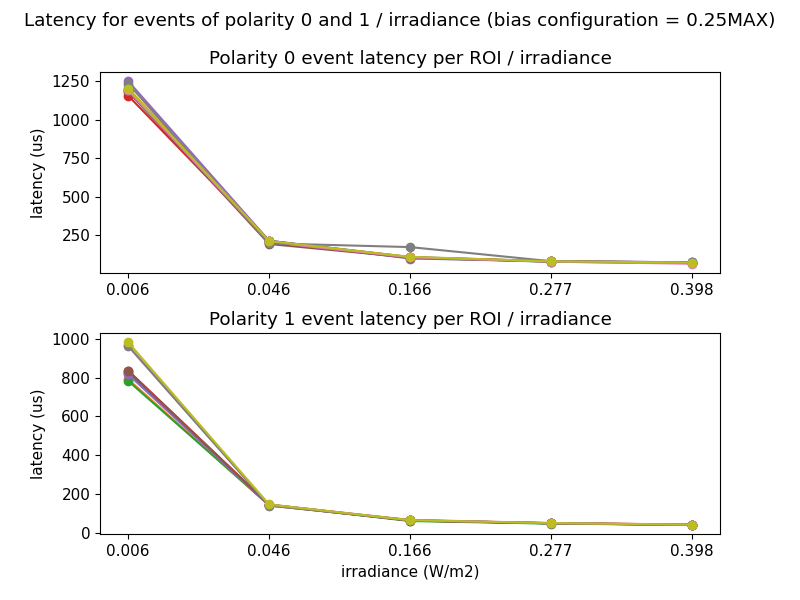 Latency for events of polarity 0 and 1 / irradiance (bias configuration = 0.25MAX)
Polarity 0 event latency per ROI / irradiance
latency (us)
1250
1000
750
500
250
0.006 0.046 0.166 0.277 0.398
Polarity 1 event latency per ROI / irradiance
latency (us)
1000
800
600
400
200
0
0.006 0.046 0.166 0.277 0.398
irradiance (W/m2)